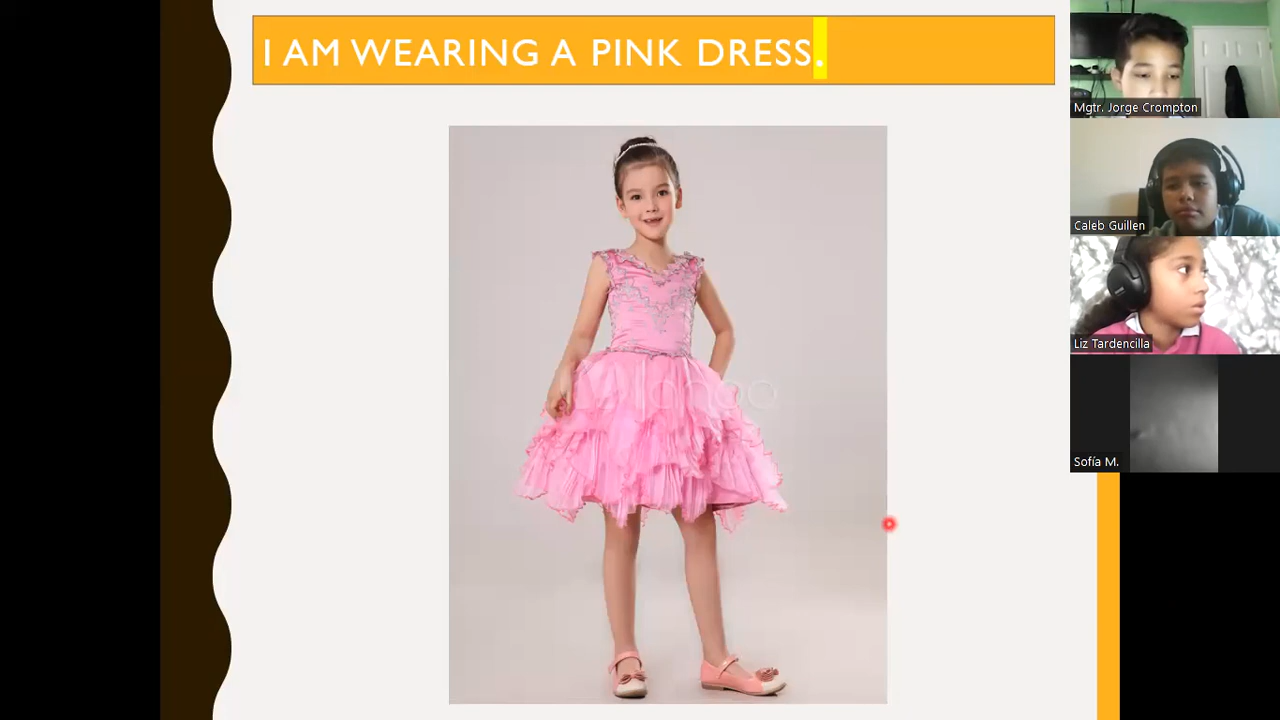 I AM WEARING A PINK DRESS.
Mgtr. Jorge Crompton
Caleb Guillen
Liz Tardencilla
Sofía M.